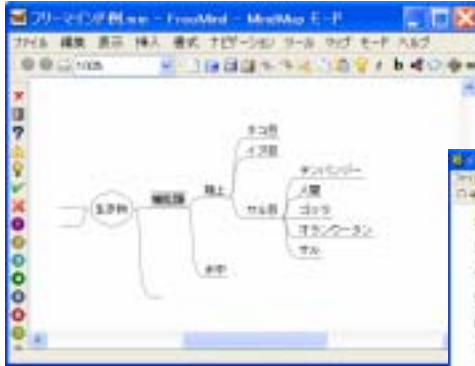 フリーマインド例.mm - FreeMind - MindMap モード
ファイル 編集 表示 挿入 書式 ナビゲーション ツール マップ モード ヘルプ
100%
ネコ目
イヌ目
チンパンジー
人間
陸上
生き物
サル目
ゴリラ
オランウータン
サル
水中